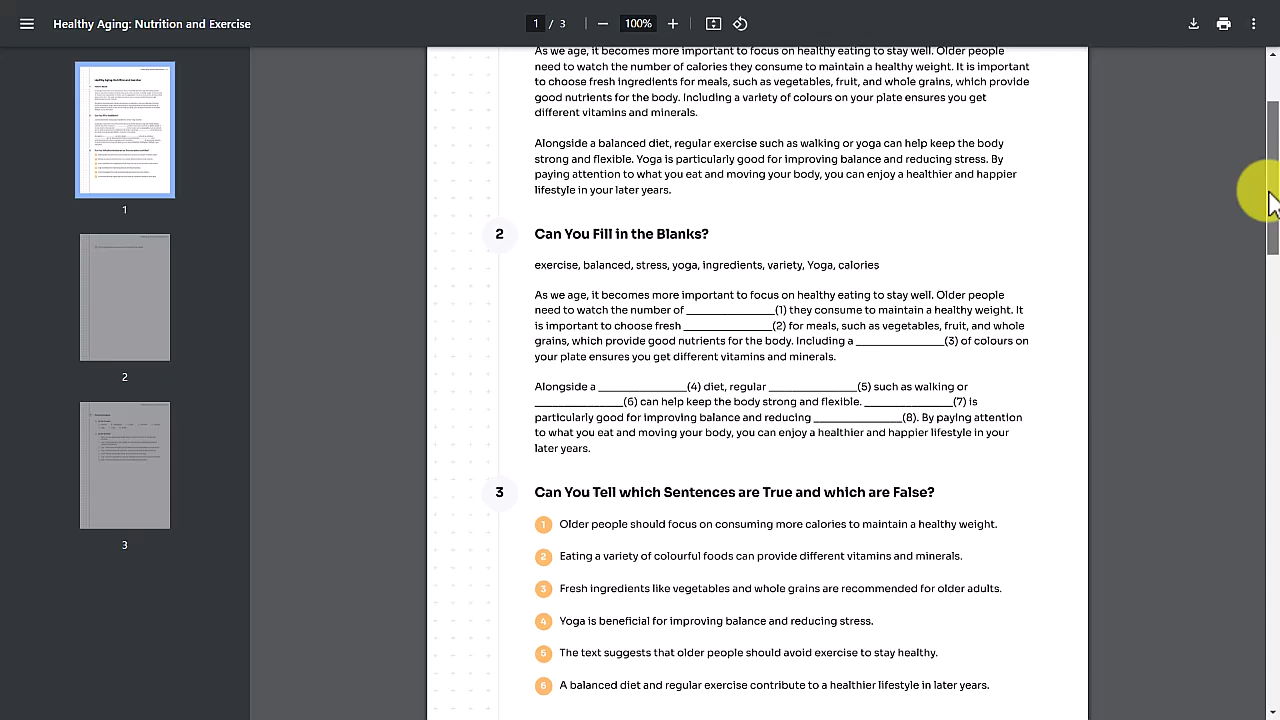 Healthy Aging: Nutrition and Exercise
1 / 3
100%
As we age, it becomes more important to focus on healthy eating to stay well. Older people
need to watch the number of calories they consume to maintain a healthy weight. It is important
to choose fresh ingredients for meals, such as vegetables, fruit, and whole grains, which provide
good nutrients for the body. Including a variety of colours on your plate ensures you get
different vitamins and minerals.
Alongside a balanced diet, regular exercise such as walking or yoga can help keep the body
strong and flexible. Yoga is particularly good for improving balance and reducing stress. By
paying attention to what you eat and moving your body, you can enjoy a healthier and happier
lifestyle in your later years.
2
Can You Fill in the Blanks?
exercise, balanced, stress, yoga, ingredients, variety, Yoga, calories
As we age, it becomes more important to focus on healthy eating to stay well. Older people
need to watch the number of ______________(1) they consume to maintain a healthy weight. It
is important to choose fresh ______________(2) for meals, such as vegetables, fruit, and whole
grains, which provide good nutrients for the body. Including a ______________(3) of colours on
your plate ensures you get different vitamins and minerals.
Alongside a ______________(4) diet, regular ______________(5) such as walking or
______________(6) can help keep the body strong and flexible. ______________(7) is
particularly good for improving balance and reducing ______________(8). By paying attention
to what you eat and moving your body, you can enjoy a healthier and happier lifestyle in your
later years.
3
Can You Tell which Sentences are True and which are False?
1 Older people should focus on consuming more calories to maintain a healthy weight.
2 Eating a variety of colourful foods can provide different vitamins and minerals.
3 Fresh ingredients like vegetables and whole grains are recommended for older adults.
4 Yoga is beneficial for improving balance and reducing stress.
5 The text suggests that older people should avoid exercise to stay healthy.
6 A balanced diet and regular exercise contribute to a healthier lifestyle in later years.
1
2
3